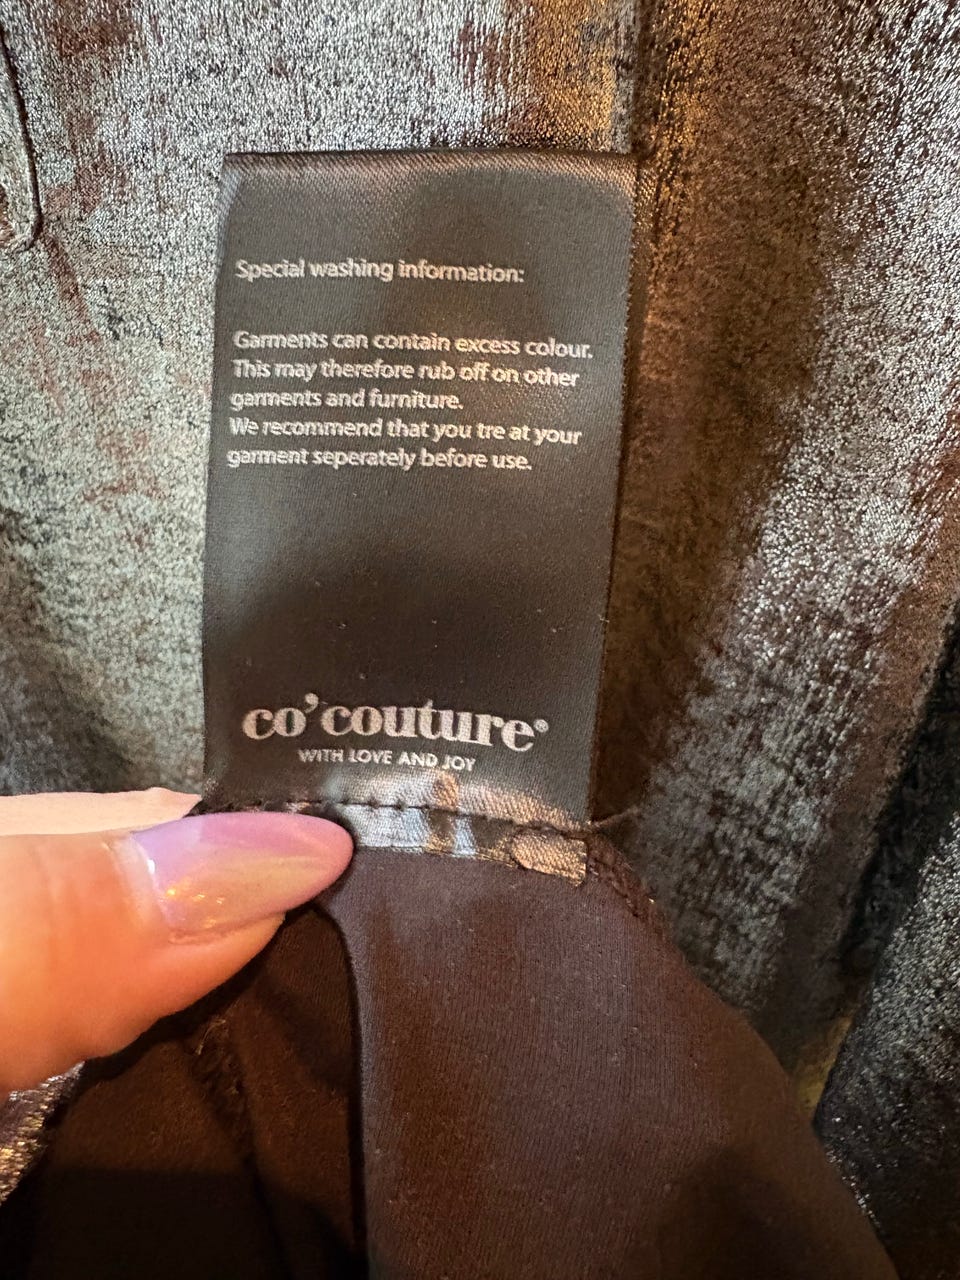 Special washing information:
Garments can contain excess colour.
This may therefore rub off on other
garments and furniture.
We recommend that you tre at your
garment seperately before use.
co'couture®
WITH LOVE AND JOY